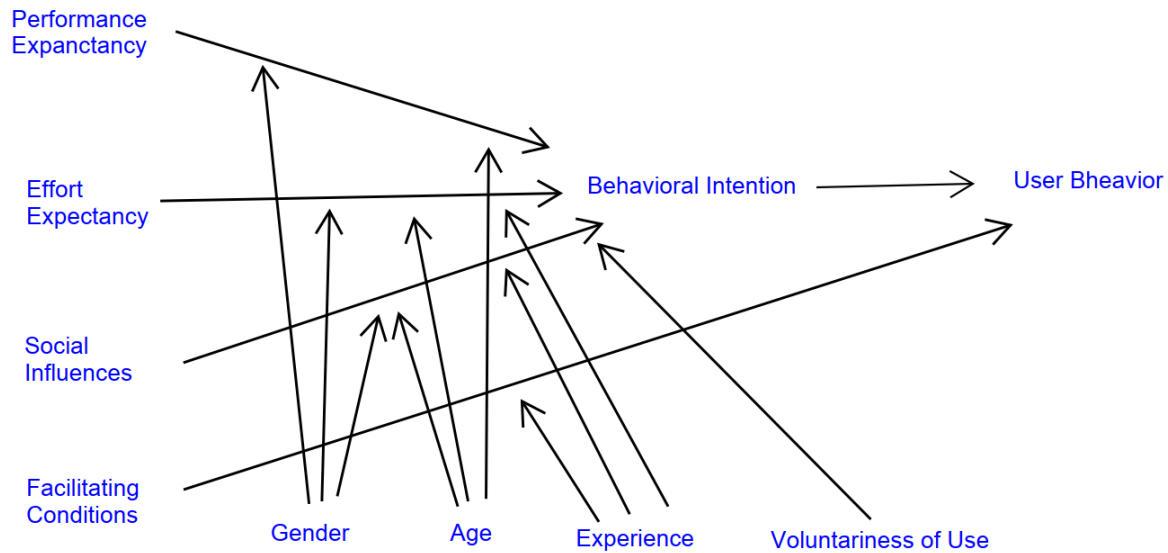 Performance
Expanctancy
Effort
Expectancy
Behavioral Intention
User Bheavior
Social
Influences
Facilitating
Conditions
Gender
Age
Experience
Voluntariness of Use